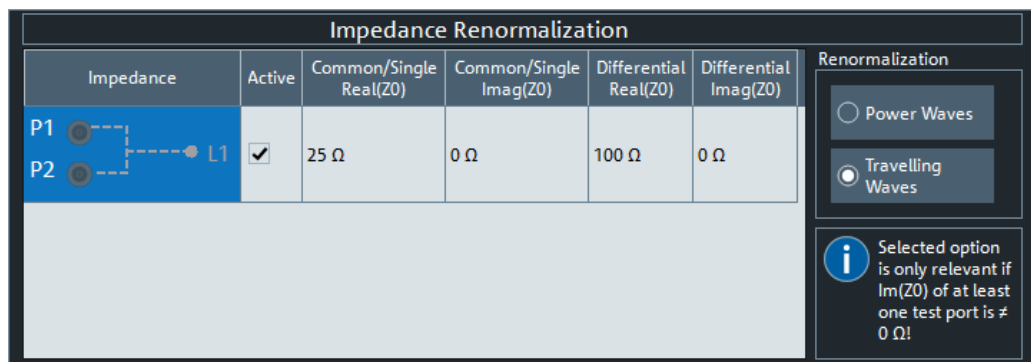 Impedance Renormalization
Impedance
Active
Common/Single
Real(Z0)
Common/Single
Imag(Z0)
Differential
Real(Z0)
Differential
Imag(Z0)
P1
P2
L1
25 Ω
0 Ω
100 Ω
0 Ω
Renormalization
Power Waves
Travelling
Waves
i
Selected option
is only relevant if
Im(Z0) of at least
one test port is ≠
0 Ω!